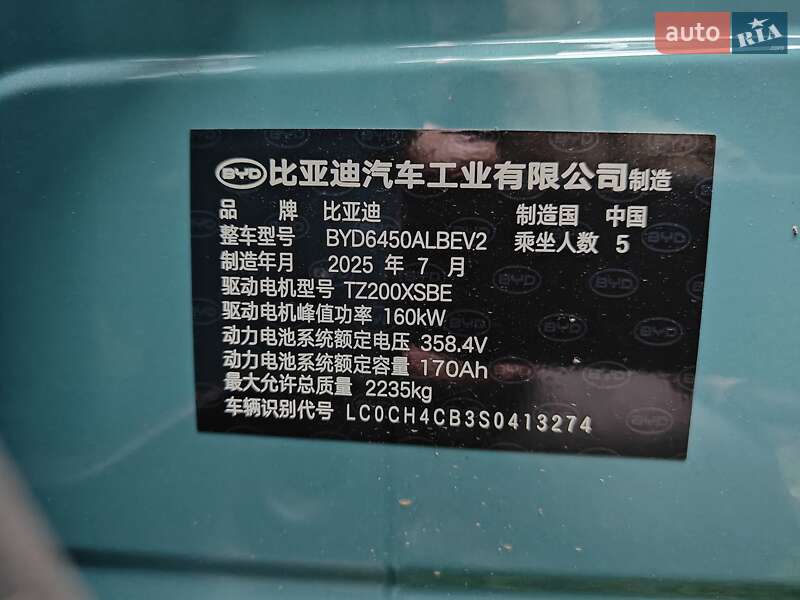 auto RIA .com
BYD 比亚迪汽车工业有限公司制造
品 牌 比亚迪 制造国 中国
整车型号 BYD6450ALBEV2 乘坐人数 5
制造年月 2025 年 7 月
驱动电机型号 TZ200XSBE
驱动电机峰值功率 160kW
动力电池系统额定电压 358.4V
动力电池系统额定容量 170Ah
最大允许总质量 2235kg
车辆识别代号 LC0CH4CB3S0413274